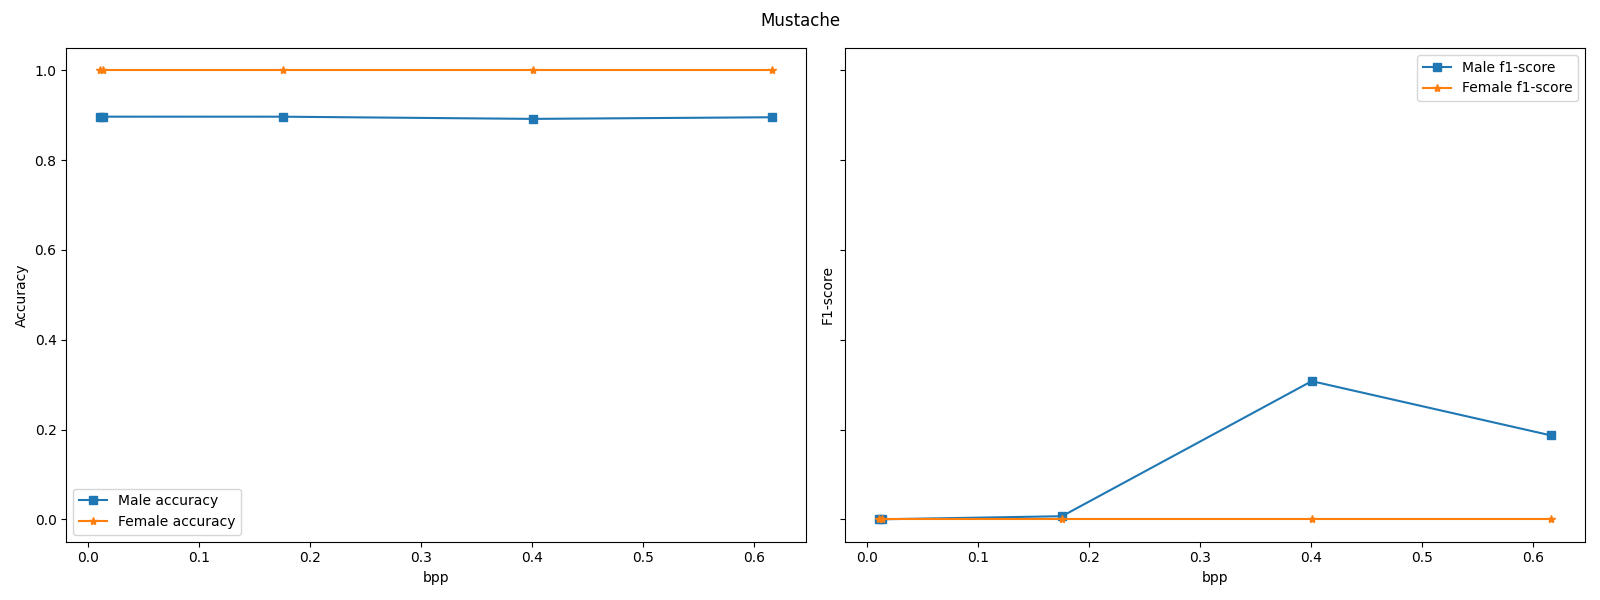 Mustache
Accuracy
1.0
0.8
0.6
0.4
0.2
0.0
Male accuracy
Female accuracy
0.0 0.1 0.2 0.3 0.4 0.5 0.6
bpp
F1-score
Male f1-score
Female f1-score
0.0 0.1 0.2 0.3 0.4 0.5 0.6
bpp